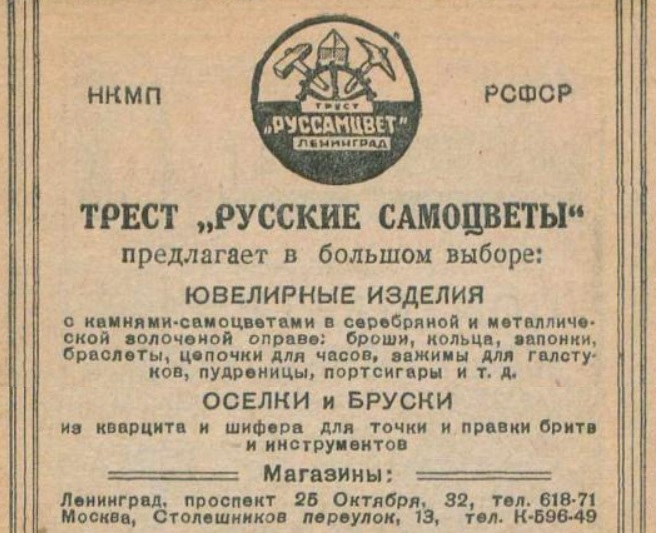 НКМП
РСФСР
ТРЕСТ
„РУССАМЦВЕТ"
ЛЕНИНГРАД
ТРЕСТ „РУССКИЕ САМОЦВЕТЫ“
предлагает в большом выборе:
ЮВЕЛИРНЫЕ ИЗДЕЛИЯ
с камнями-самоцветами в серебряной и металличе-
ской золоченой оправе: броши, кольца, запонки,
браслеты, цепочки для часов, зажимы для галсту-
ков, пудреницы, портсигары и т. д.
ОСЕЛКИ и БРУСКИ
из кварцита и шифера для точки и правки бритв
и инструментов
Магазины:
Ленинград, проспект 25 Октября, 32, тел. 618-71
Москва, Столешников переулок, 13, тел. К-596-49